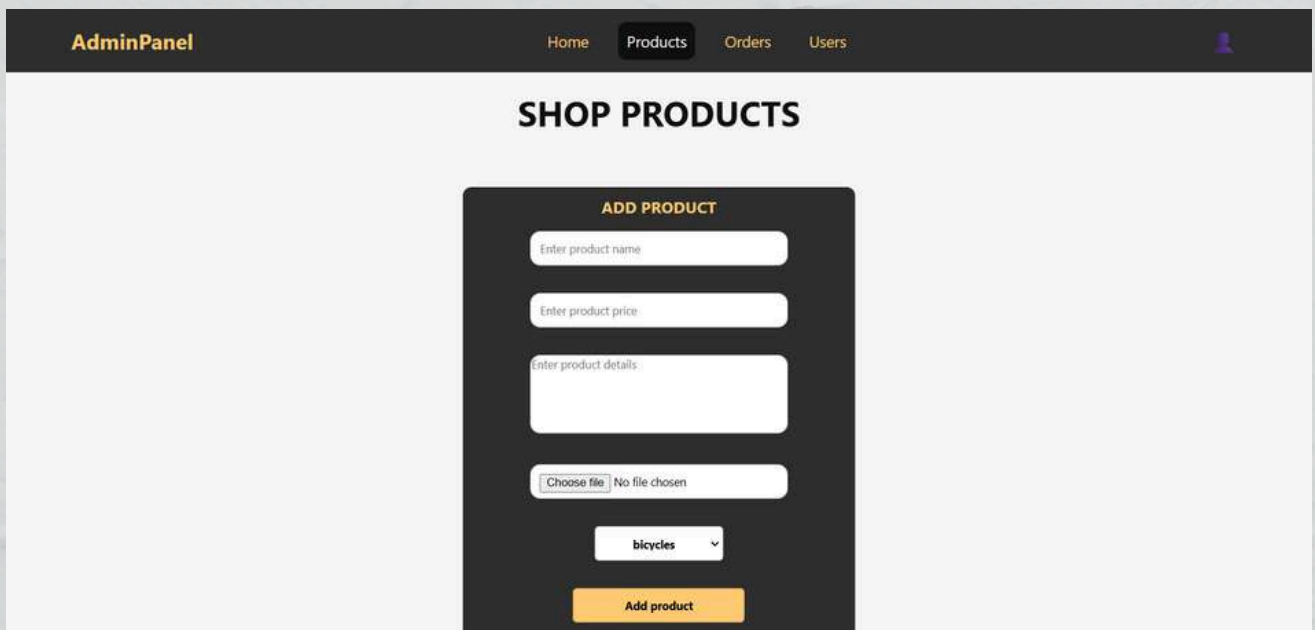 AdminPanel Home Products Orders Users
SHOP PRODUCTS
ADD PRODUCT
Enter product name
Enter product price
Enter product details
Choose file No file chosen
bicycles
Add product